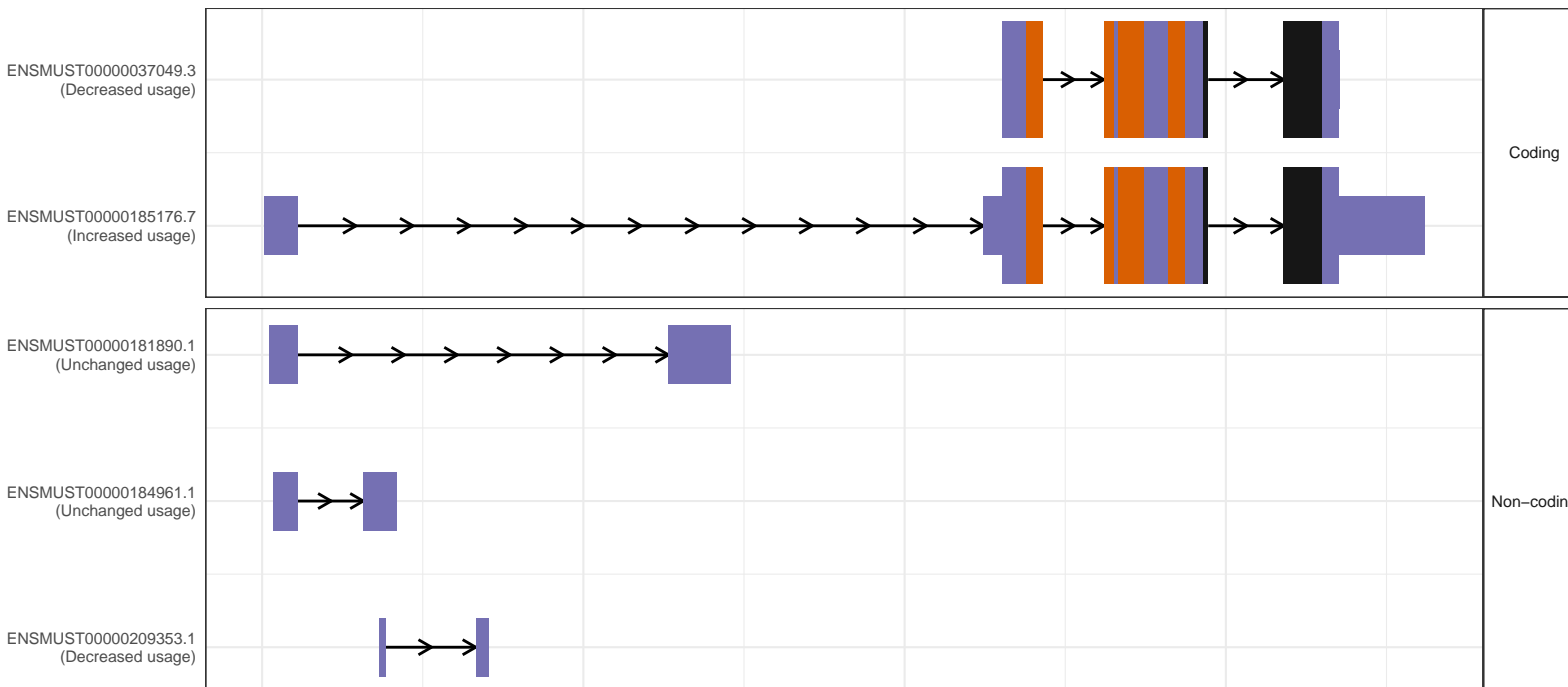 ENSMUST00000037049.3
(Decreased usage)
Coding
ENSMUST00000185176.7
(Increased usage)
ENSMUST00000181890.1
(Unchanged usage)
ENSMUST00000184961.1
(Unchanged usage)
Non−codin
ENSMUST00000209353.1
(Decreased usage)